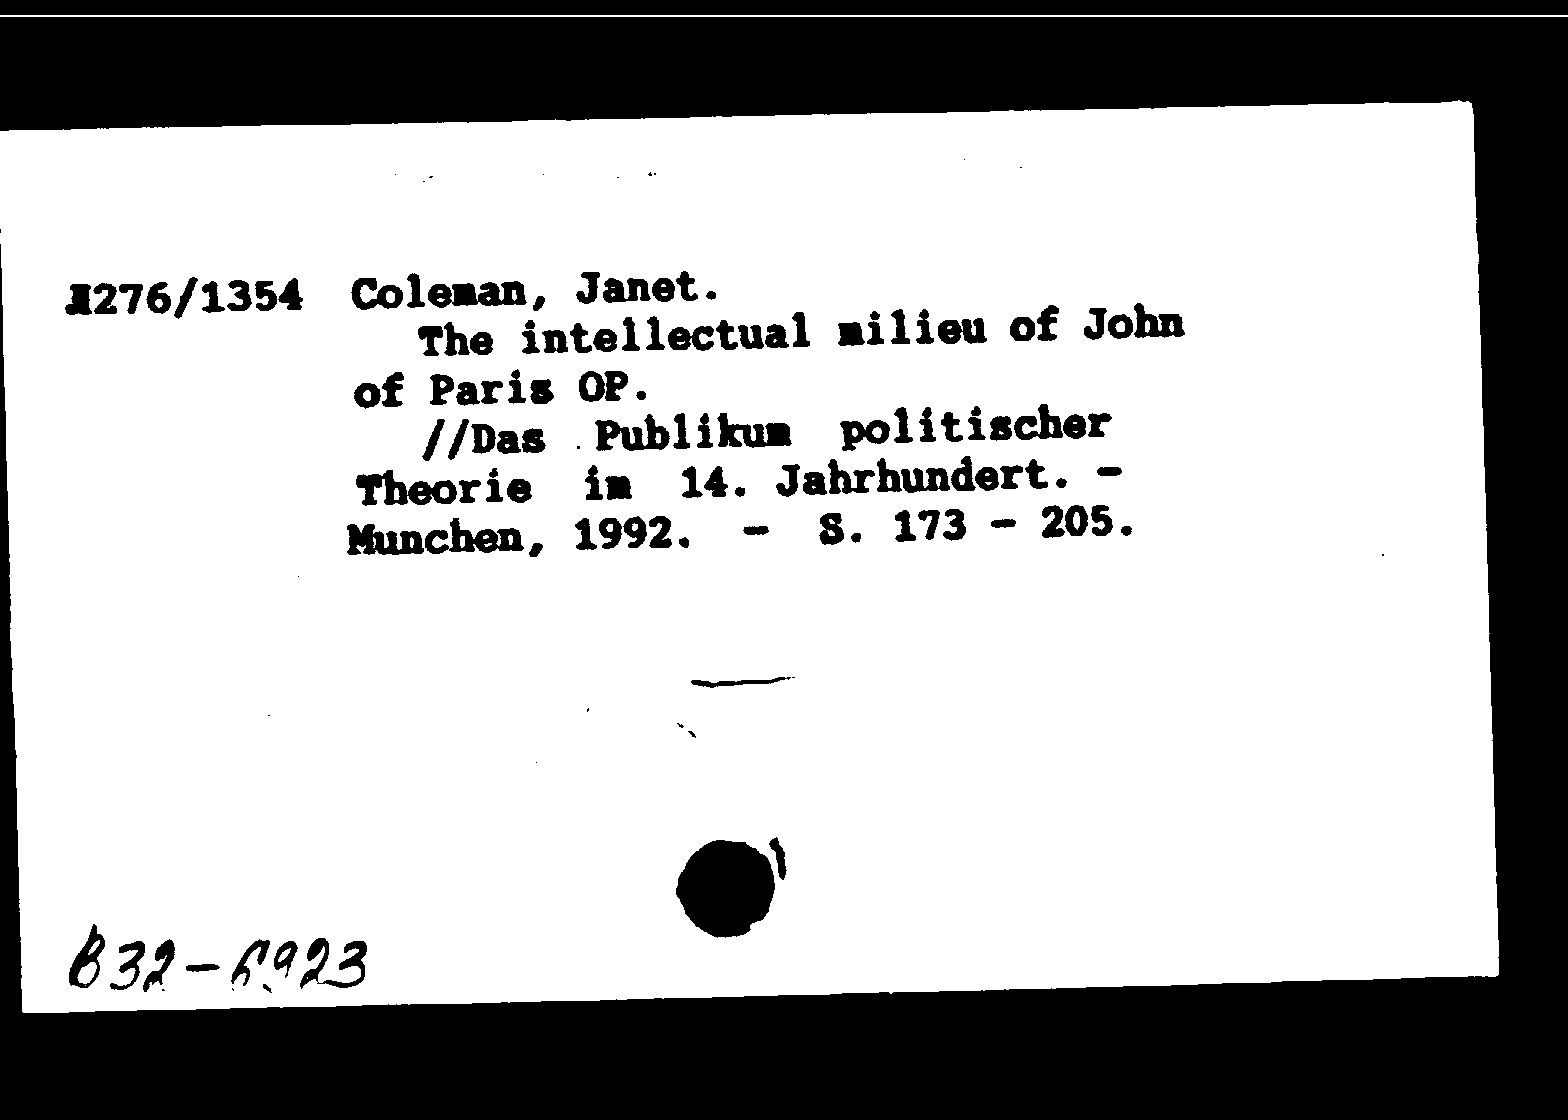 Д276/1354 Coleman, Janet.
The intellectual milieu of John
of Paris OP.
//Das Publikum politischer
Theorie im 14. Jahrhundert. -
Munchen, 1992. - S. 173 - 205.